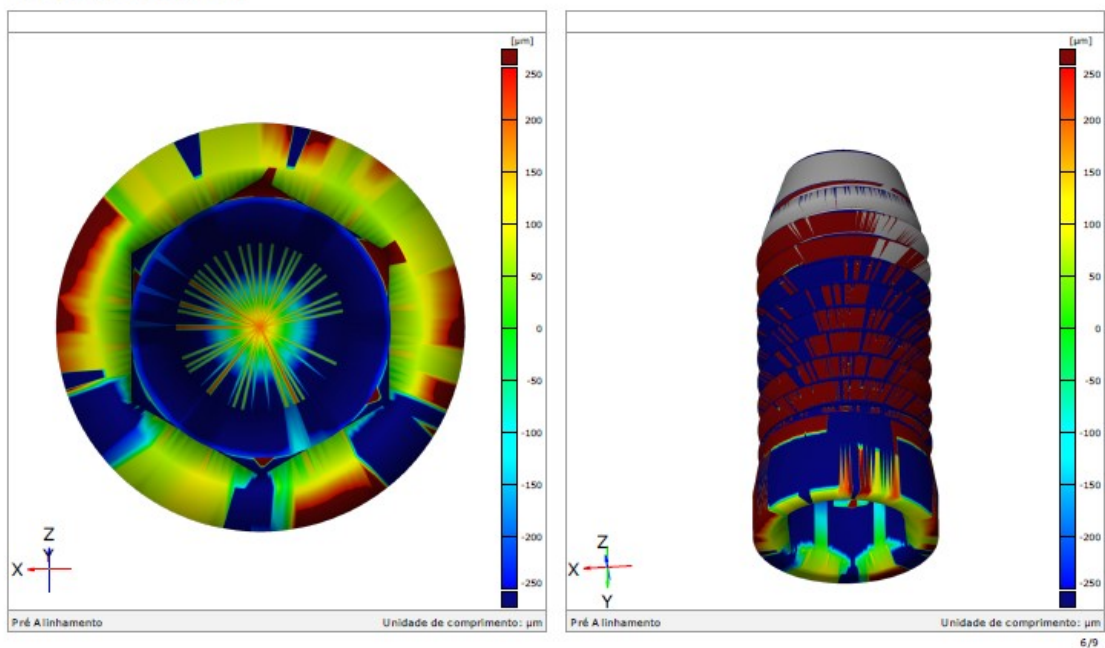 [µm]
250
200
150
100
50
0
-50
-100
-150
-200
-250
Z
Y
X
Pré Alinhamento
Unidade de comprimento: µm
[µm]
250
200
150
100
50
0
-50
-100
-150
-200
-250
Z
X
Y
Pré Alinhamento
Unidade de comprimento: µm
6/9